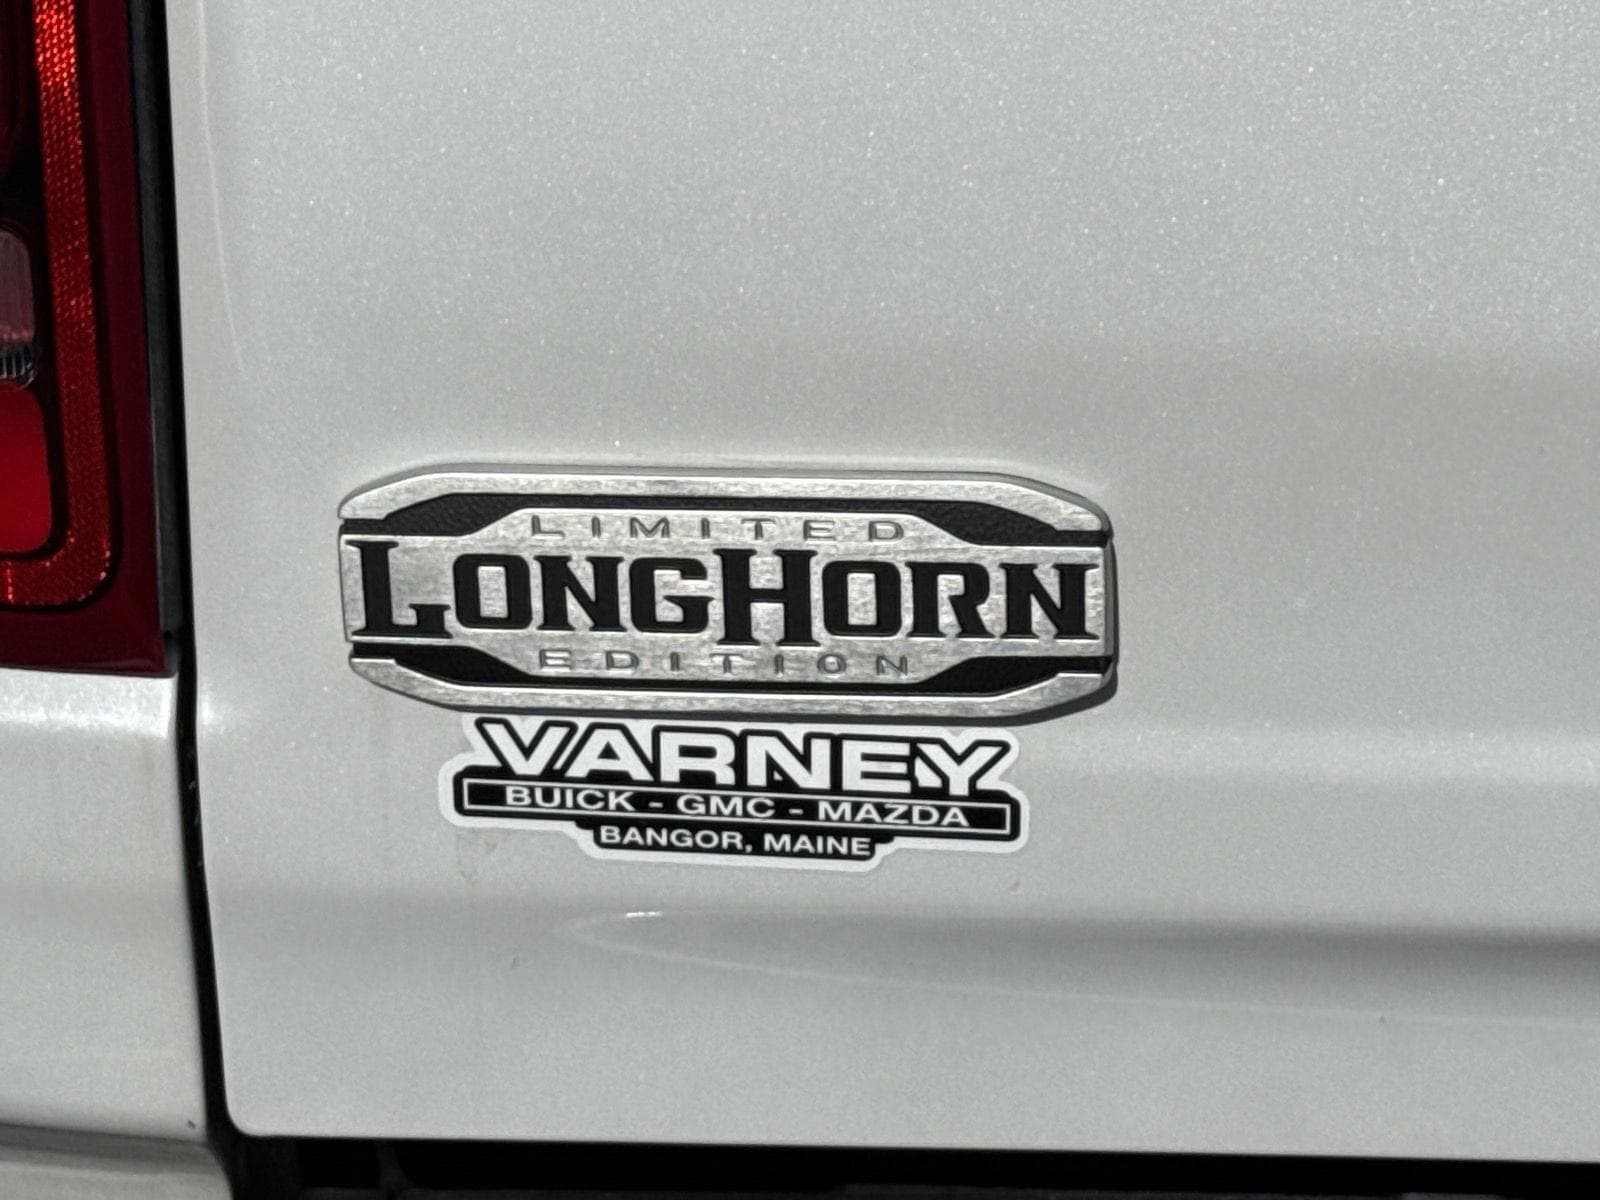 LIMITED
LONGHORN
EDITION
VARNEY
BUICK - GMC - MAZDA
BANGOR, MAINE